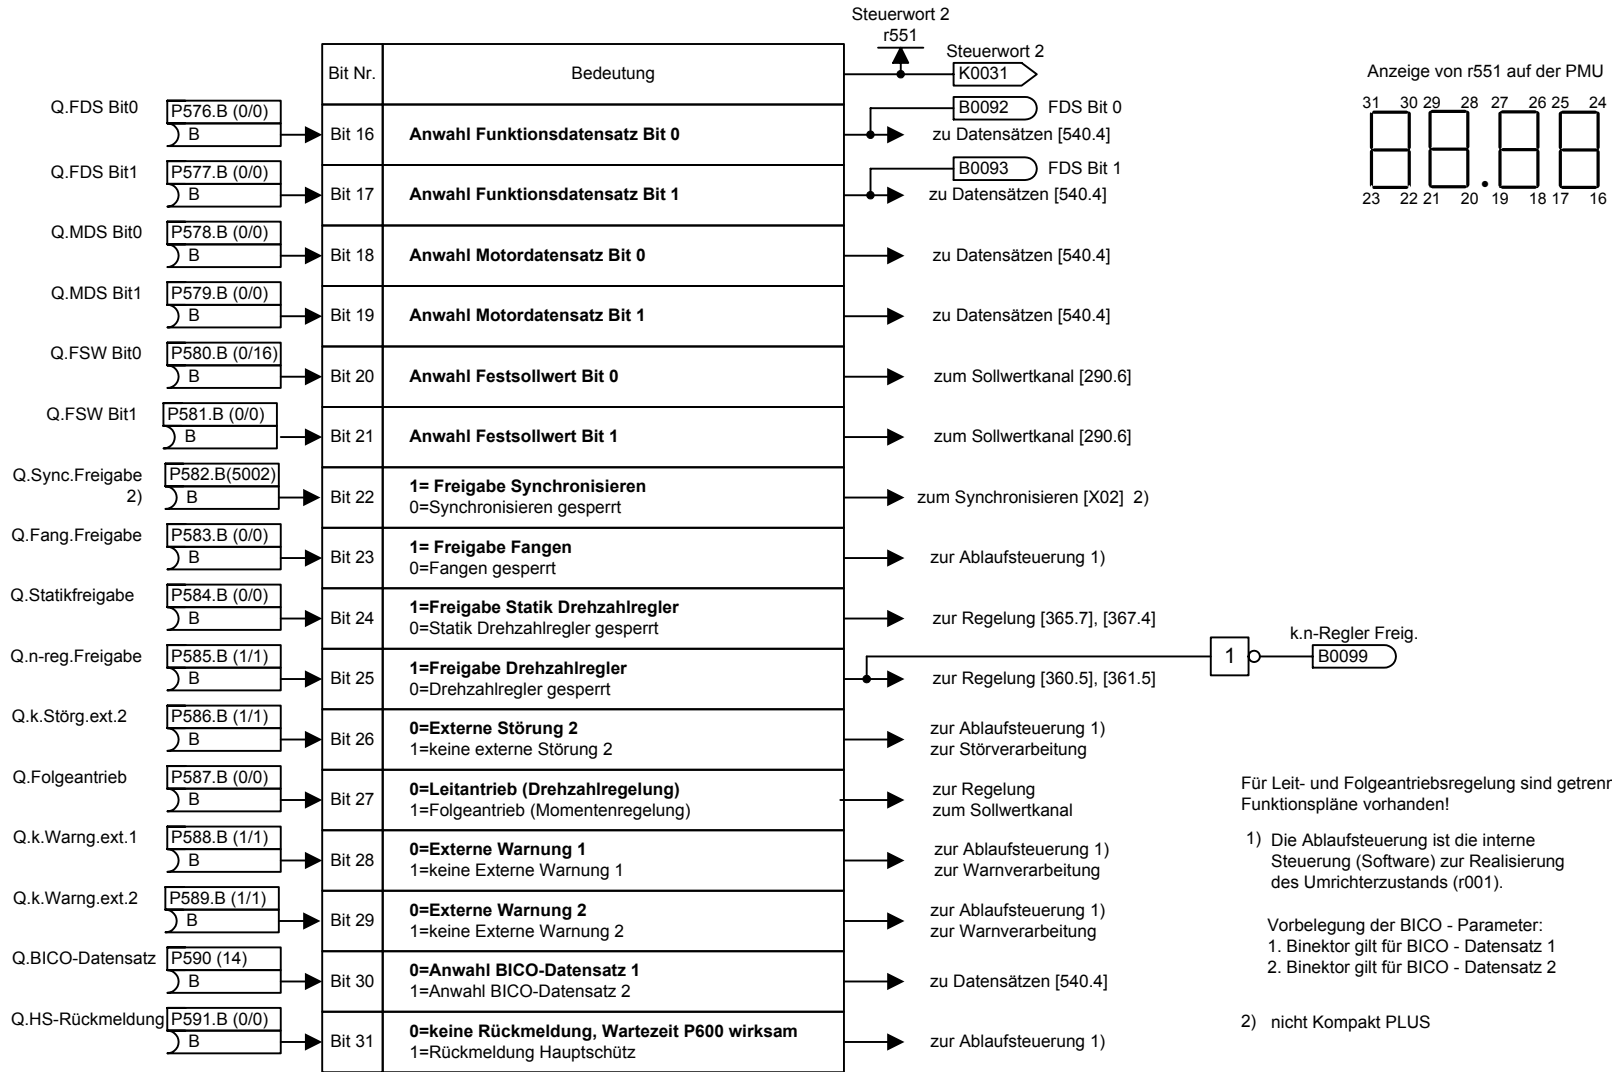 Steuerwort 2
r551
Steuerwort 2
K0031
Bit Nr. Bedeutung
Q.FDS Bit0 P576.B (0/0)
B
Bit 16 Anwahl Funktionsdatensatz Bit 0
B0092 FDS Bit 0
zu Datensätzen [540.4]
Q.FDS Bit1 P577.B (0/0)
B
Bit 17 Anwahl Funktionsdatensatz Bit 1
B0093 FDS Bit 1
zu Datensätzen [540.4]
Q.MDS Bit0 P578.B (0/0)
B
Bit 18 Anwahl Motordatensatz Bit 0
zu Datensätzen [540.4]
Q.MDS Bit1 P579.B (0/0)
B
Bit 19 Anwahl Motordatensatz Bit 1
zu Datensätzen [540.4]
Q.FSW Bit0 P580.B (0/16)
B
Bit 20 Anwahl Festsollwert Bit 0
zum Sollwertkanal [290.6]
Q.FSW Bit1 P581.B (0/0)
B
Bit 21 Anwahl Festsollwert Bit 1
zum Sollwertkanal [290.6]
Q.Sync.Freigabe P582.B(5002)
2) B
Bit 22
1= Freigabe Synchronisieren
0=Synchronisieren gesperrt
zum Synchronisieren [X02] 2)
Q.Fang.Freigabe P583.B (0/0)
B
Bit 23
1= Freigabe Fangen
0=Fangen gesperrt
zur Ablaufsteuerung 1)
Q.Statikfreigabe P584.B (0/0)
B
Bit 24
1=Freigabe Statik Drehzahlregler
0=Statik Drehzahlregler gesperrt
zur Regelung [365.7], [367.4]
Q.n-reg.Freigabe P585.B (1/1)
B
Bit 25
1=Freigabe Drehzahlregler
0=Drehzahlregler gesperrt
zur Regelung [360.5], [361.5]
1
k.n-Regler Freig.
B0099
Q.k.Störg.ext.2 P586.B (1/1)
B
Bit 26
0=Externe Störung 2
1=keine externe Störung 2
zur Ablaufsteuerung 1)
zur Störverarbeitung
Q.Folgeantrieb P587.B (0/0)
B
Bit 27
0=Leitantrieb (Drehzahlregelung)
1=Folgeantrieb (Momentenregelung)
zur Regelung
zum Sollwertkanal
Q.k.Warng.ext.1 P588.B (1/1)
B
Bit 28
0=Externe Warnung 1
1=keine Externe Warnung 1
zur Ablaufsteuerung 1)
zur Warnverarbeitung
Q.k.Warng.ext.2 P589.B (1/1)
B
Bit 29
0=Externe Warnung 2
1=keine Externe Warnung 2
zur Ablaufsteuerung 1)
zur Warnverarbeitung
Q.BICO-Datensatz P590 (14)
B
Bit 30
0=Anwahl BICO-Datensatz 1
1=Anwahl BICO-Datensatz 2
zu Datensätzen [540.4]
Q.HS-Rückmeldung P591.B (0/0)
B
Bit 31
0=keine Rückmeldung, Wartezeit P600 wirksam
1=Rückmeldung Hauptschütz
zur Ablaufsteuerung 1)
Anzeige von r551 auf der PMU
31 30 29 28 27 26 25 24
23 22 21 20 19 18 17 16
Für Leit- und Folgeantriebsregelung sind getrenn
Funktionspläne vorhanden!
1) Die Ablaufsteuerung ist die interne
Steuerung (Software) zur Realisierung
des Umrichterzustands (r001).
Vorbelegung der BICO - Parameter:
1. Binektor gilt für BICO - Datensatz 1
2. Binektor gilt für BICO - Datensatz 2
2) nicht Kompakt PLUS